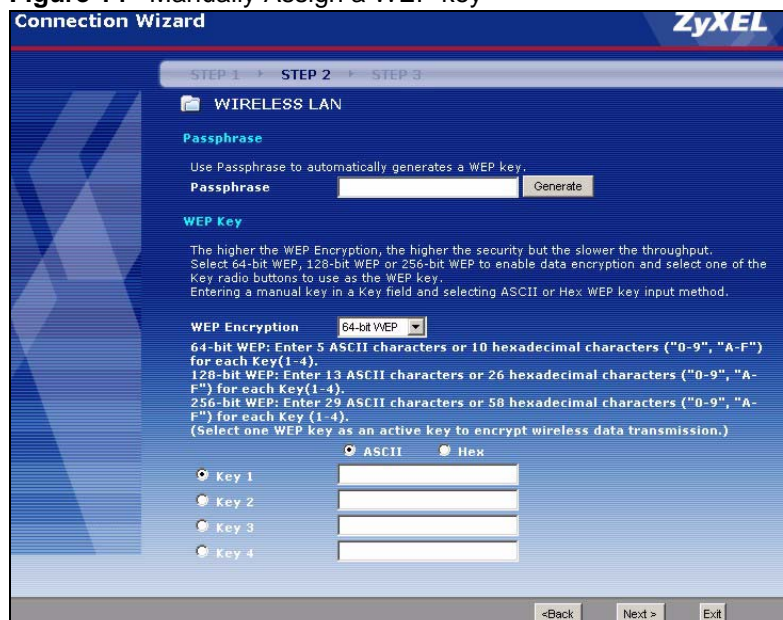 Connection Wizard
ZyXEL
STEP 1 STEP 2 STEP 3
WIRELESS LAN
Passphrase
Use Passphrase to automatically generates a WEP key.
Passphrase
Generate
WEP Key
The higher the WEP Encryption, the higher the security but the slower the throughput.
Select 64-bit WEP, 128-bit WEP or 256-bit WEP to enable data encryption and select one of the
Key radio buttons to use as the WEP key.
Entering a manual key in a Key field and selecting ASCII or Hex WEP key input method.
WEP Encryption 64-bit WEP
64-bit WEP: Enter 5 ASCII characters or 10 hexadecimal characters ("0-9", "A-F")
for each Key(1-4).
128-bit WEP: Enter 13 ASCII characters or 26 hexadecimal characters ("0-9", "A-
F") for each Key(1-4).
256-bit WEP: Enter 29 ASCII characters or 58 hexadecimal characters ("0-9", "A-
F") for each Key (1-4).
(Select one WEP key as an active key to encrypt wireless data transmission.)
ASCII Hex
Key 1
Key 2
Key 3
Key 4
<Back Next > Exit